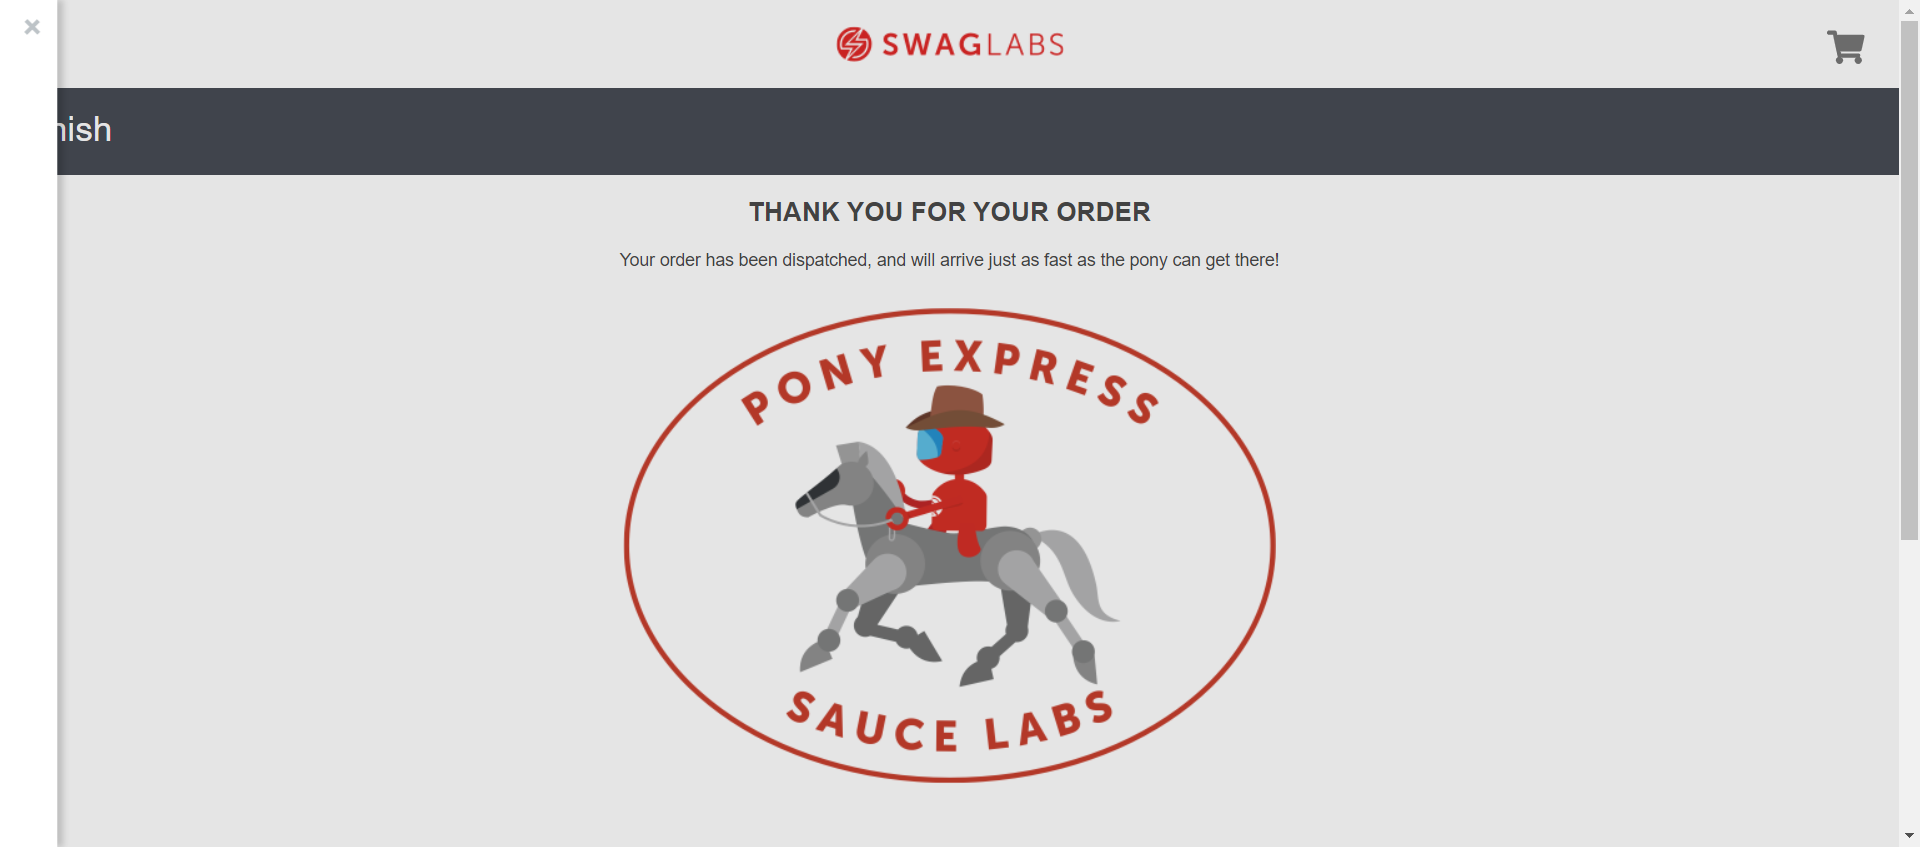 SWAGLABS
nish
THANK YOU FOR YOUR ORDER
Your order has been dispatched, and will arrive just as fast as the pony can get there!
PONY EXPRESS
SAUCE LABS